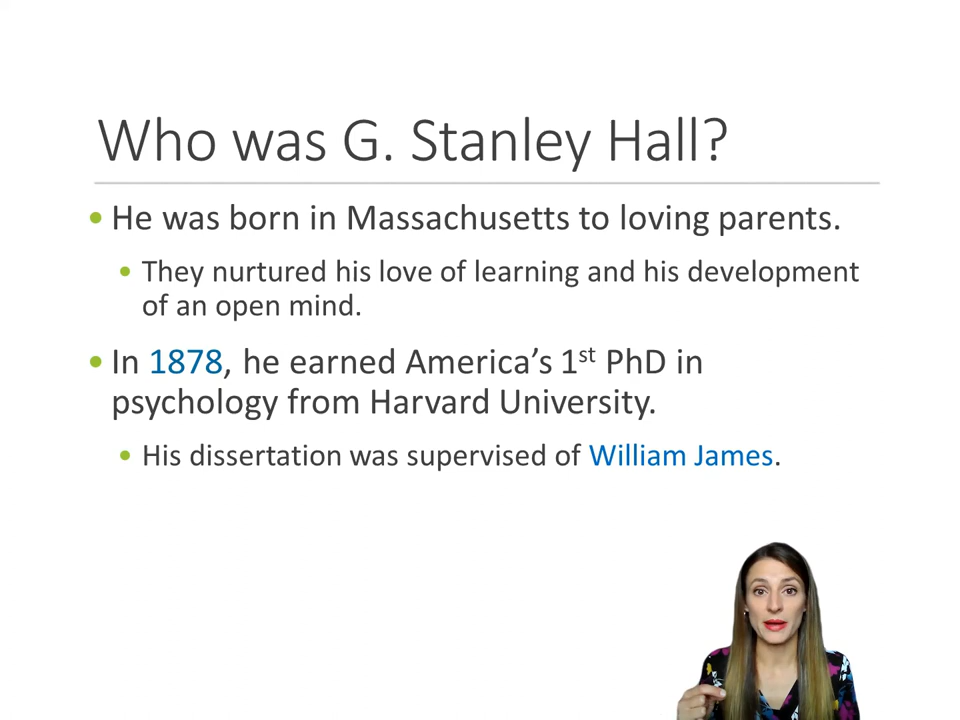 Who was G. Stanley Hall?
• He was born in Massachusetts to loving parents.
• They nurtured his love of learning and his development
of an open mind.
• In 1878, he earned America’s 1st PhD in
psychology from Harvard University.
• His dissertation was supervised of William James.